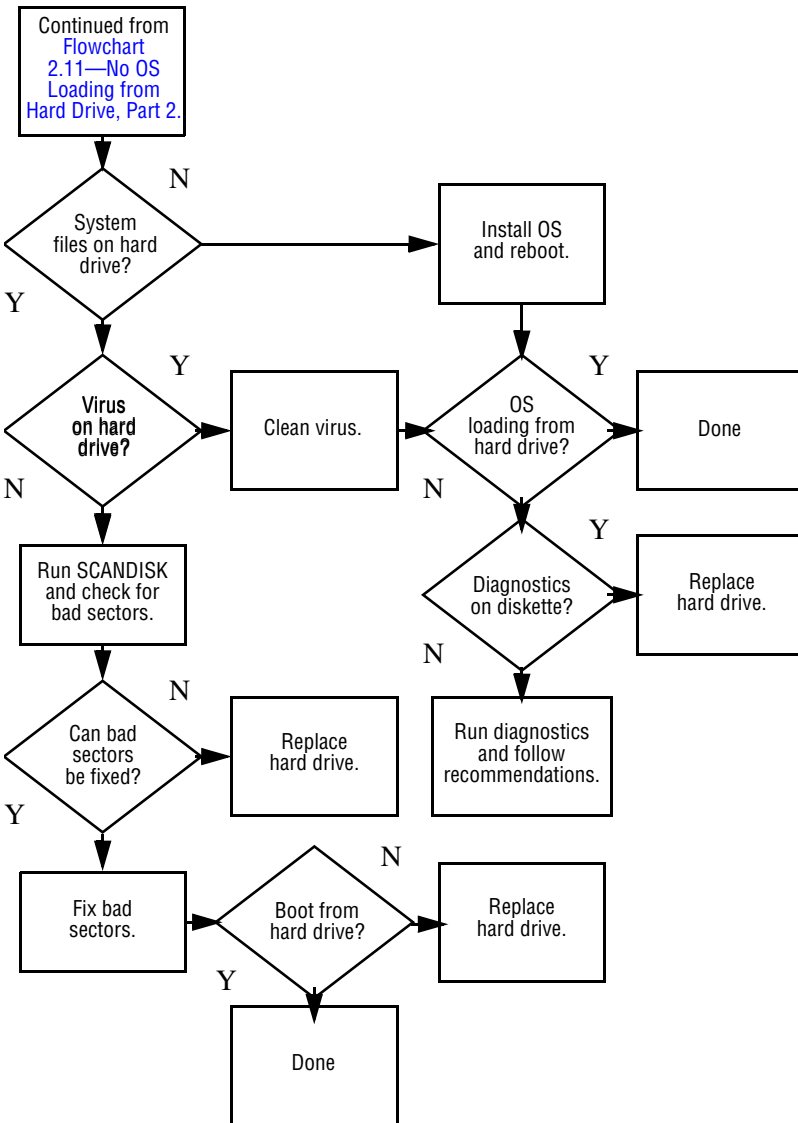 Continued from
Flowchart
2.11—No OS
Loading from
Hard Drive, Part 2.
N
System
files on hard
drive?
Install OS
and reboot.
Y
Y
Y
Virus
on hard
drive?
Clean virus.
OS
loading from
hard drive?
Done
N
N
Y
Run SCANDISK
and check for
bad sectors.
Diagnostics
on diskette?
Replace
hard drive.
N
N
Can bad
sectors
be fixed?
Replace
hard drive.
Run diagnostics
and follow
recommendations.
Y
N
Fix bad
sectors.
Boot from
hard drive?
Replace
hard drive.
Y
Done